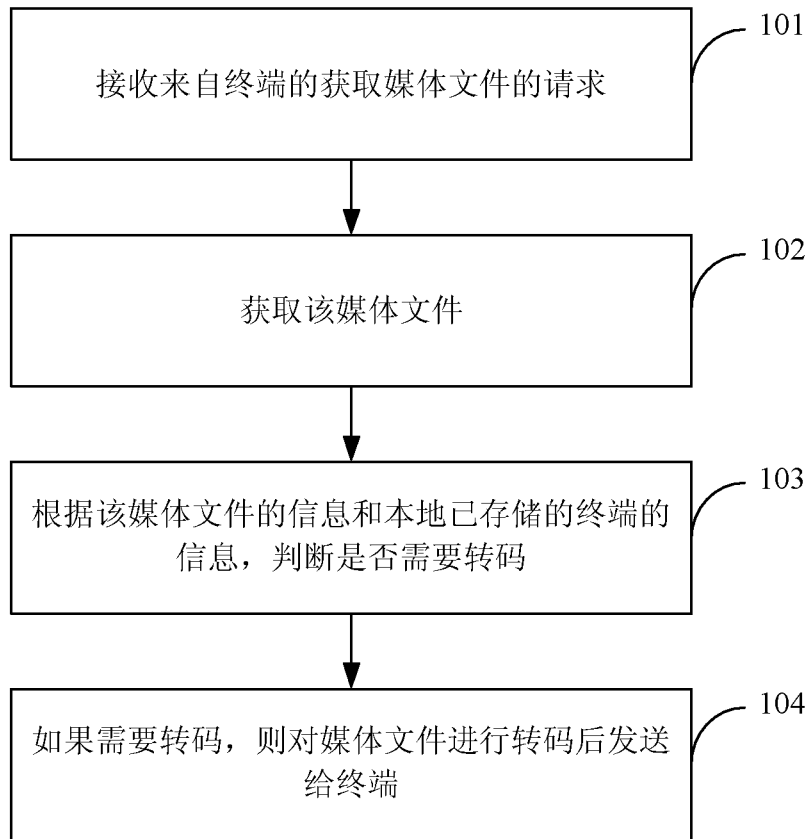 101
接收来自终端的获取媒体文件的请求
102
获取该媒体文件
103
根据该媒体文件的信息和本地已存储的终端的
信息，判断是否需要转码
104
如果需要转码，则对媒体文件进行转码后发送
给终端